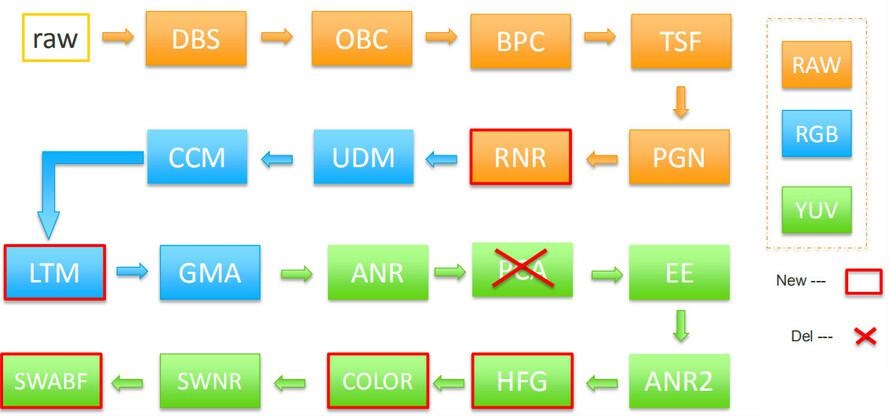 raw
DBS
OBC
BPC
TSF
RAW
RGB
YUV
CCM
UDM
RNR
PGN
LTM
GMA
ANR
PCA
EE
New ---
Del ---
SWABF
SWNR
COLOR
HFG
ANR2